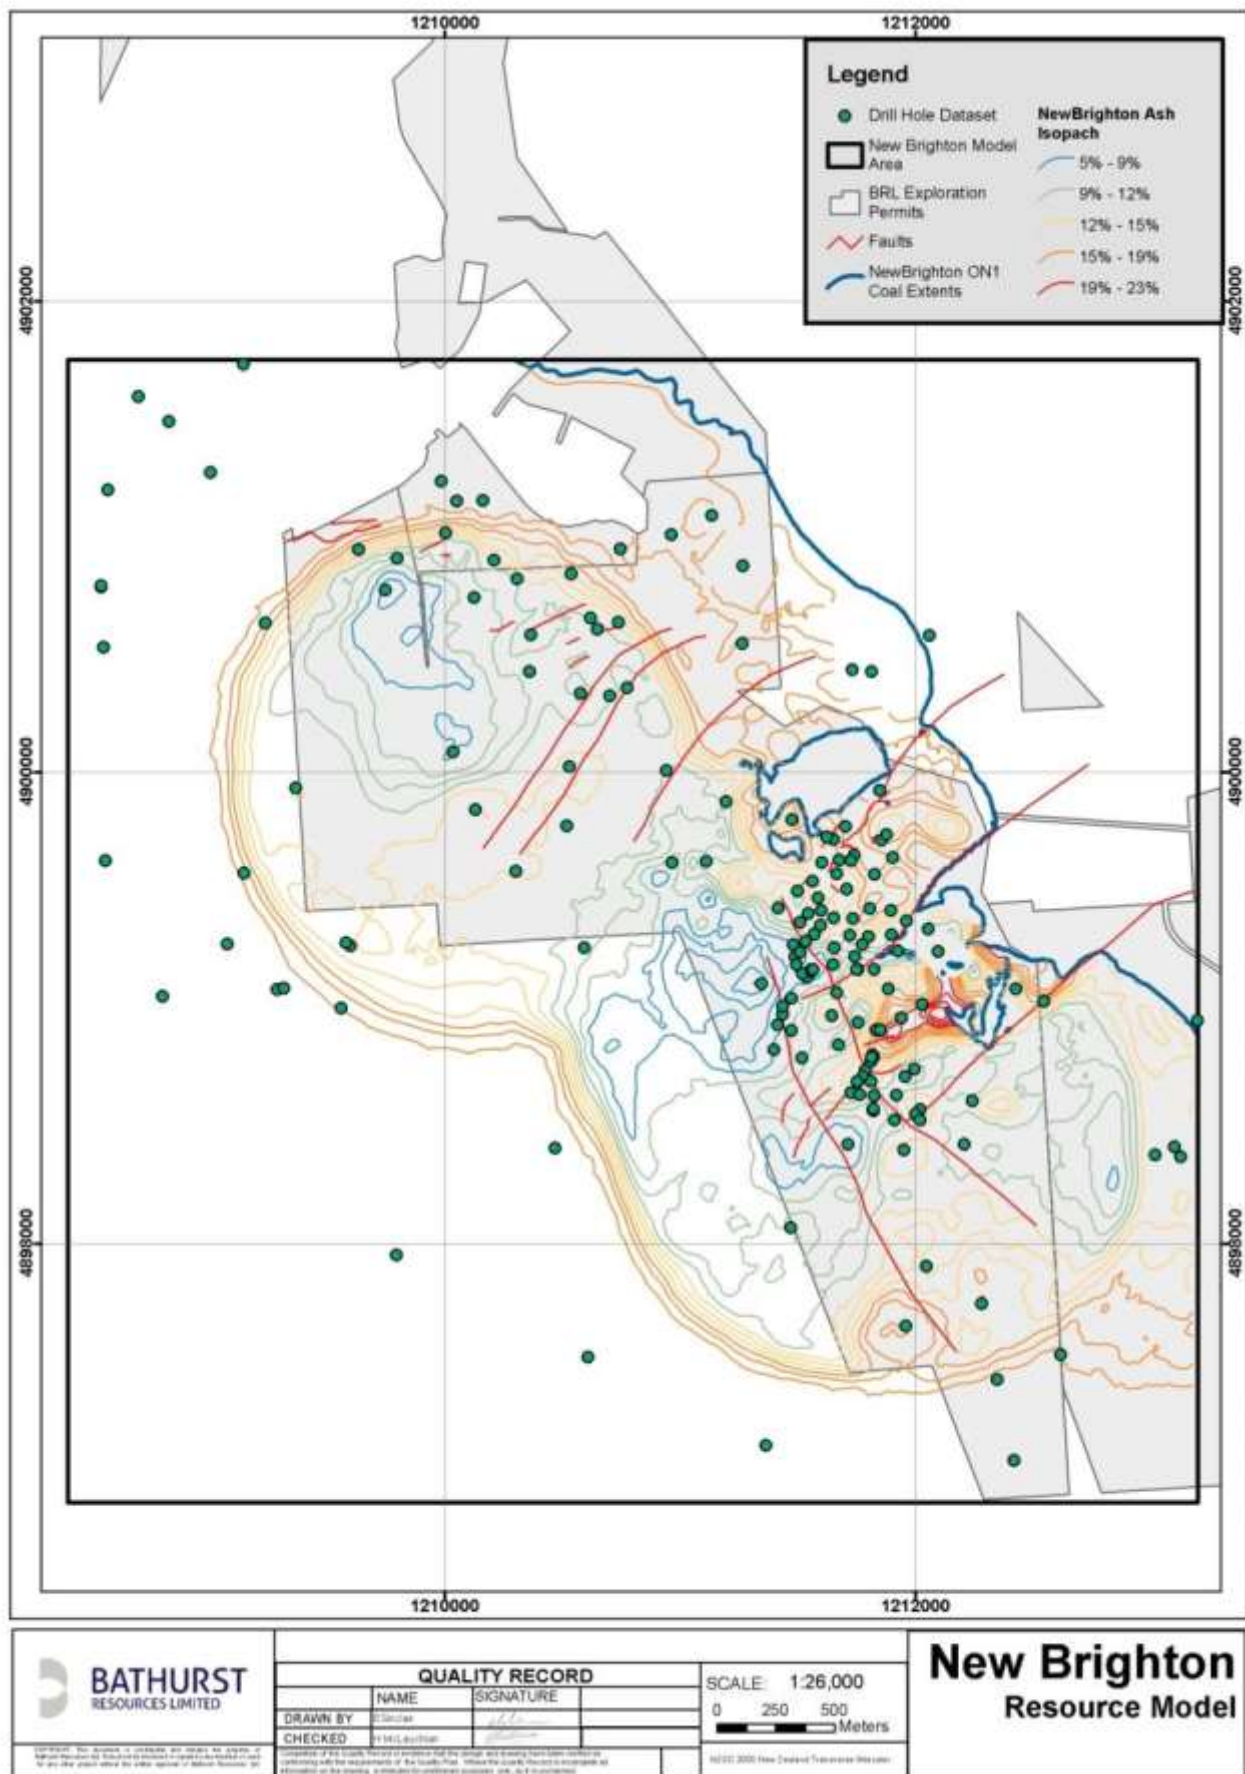 1210000
1212000
Legend
Drill Hole Dataset
New Brighton Model
Area
BRL Exploration
Permits
Faults
NewBrighton ON1
Coal Extents
NewBrighton Ash
Isopach
5% - 9%
9% - 12%
12% - 15%
15% - 19%
19% - 23%
4902000
4902000
4900000
4900000
4898000
4898000
1210000
1212000
BATHURST
RESOURCES LIMITED
QUALITY RECORD
NAME
SIGNATURE
DRAWN BY
CHECKED
SCALE: 1:26,000
0 250 500
Meters
New Brighton
Resource Model